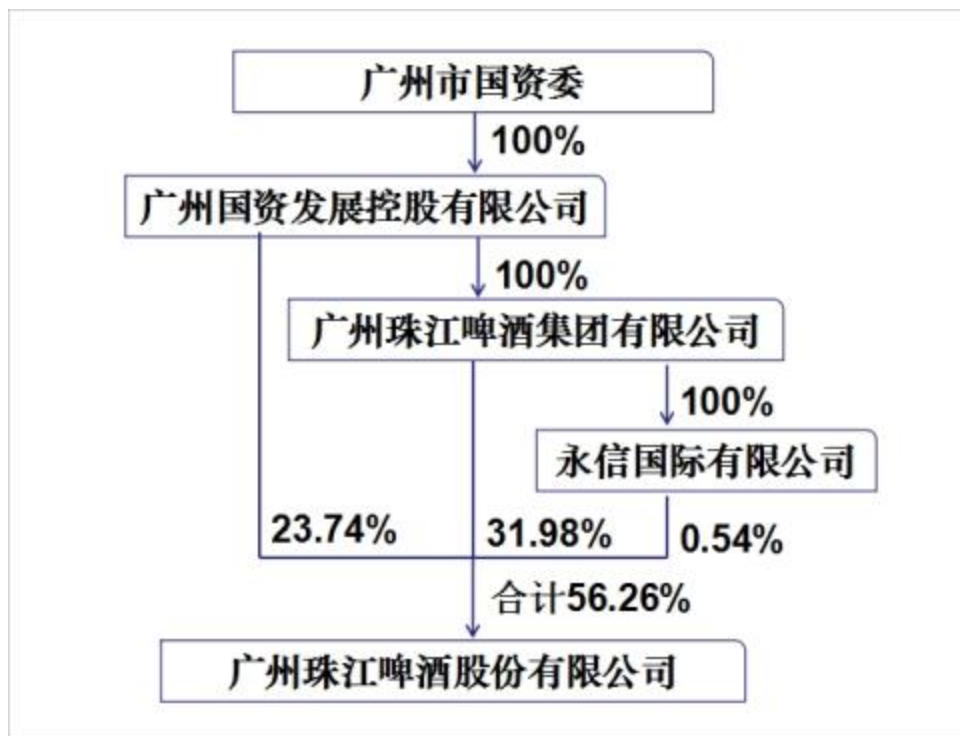 广州市国资委
100%
广州国资发展控股有限公司
100%
广州珠江啤酒集团有限公司
100%
永信国际有限公司
23.74%
31.98%
0.54%
合计56.26%
广州珠江啤酒股份有限公司